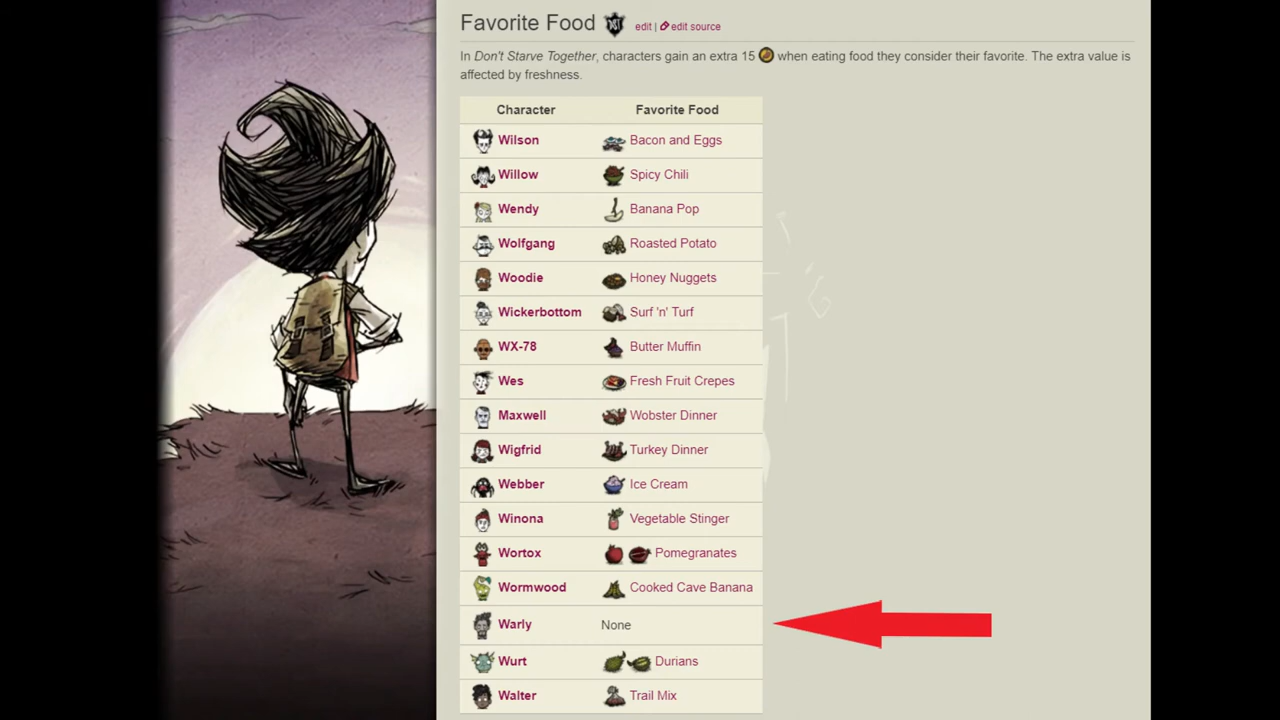 Favorite Food edit | edit source
In Don't Starve Together, characters gain an extra 15 when eating food they consider their favorite. The extra value is
affected by freshness.
Character Favorite Food
Wilson Bacon and Eggs
Willow Spicy Chili
Wendy Banana Pop
Wolfgang Roasted Potato
Woodie Honey Nuggets
Wickerbottom Surf 'n' Turf
WX-78 Butter Muffin
Wes Fresh Fruit Crepes
Maxwell Wobster Dinner
Wigfrid Turkey Dinner
Webber Ice Cream
Winona Vegetable Stinger
Wortox Pomegranates
Wormwood Cooked Cave Banana
Warly None
Wurt Durians
Walter Trail Mix